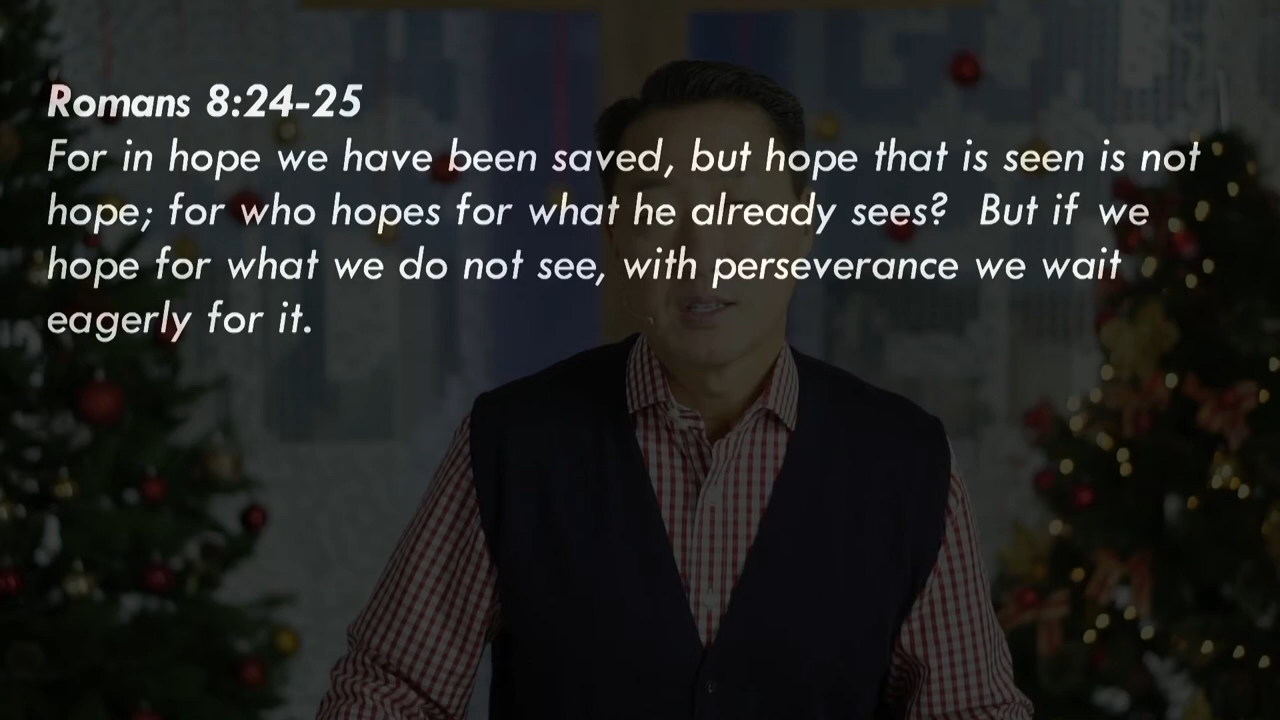 Romans 8:24-25
For in hope we have been saved, but hope that is seen is not
hope; for who hopes for what he already sees?  But if we
hope for what we do not see, with perseverance we wait
eagerly for it.